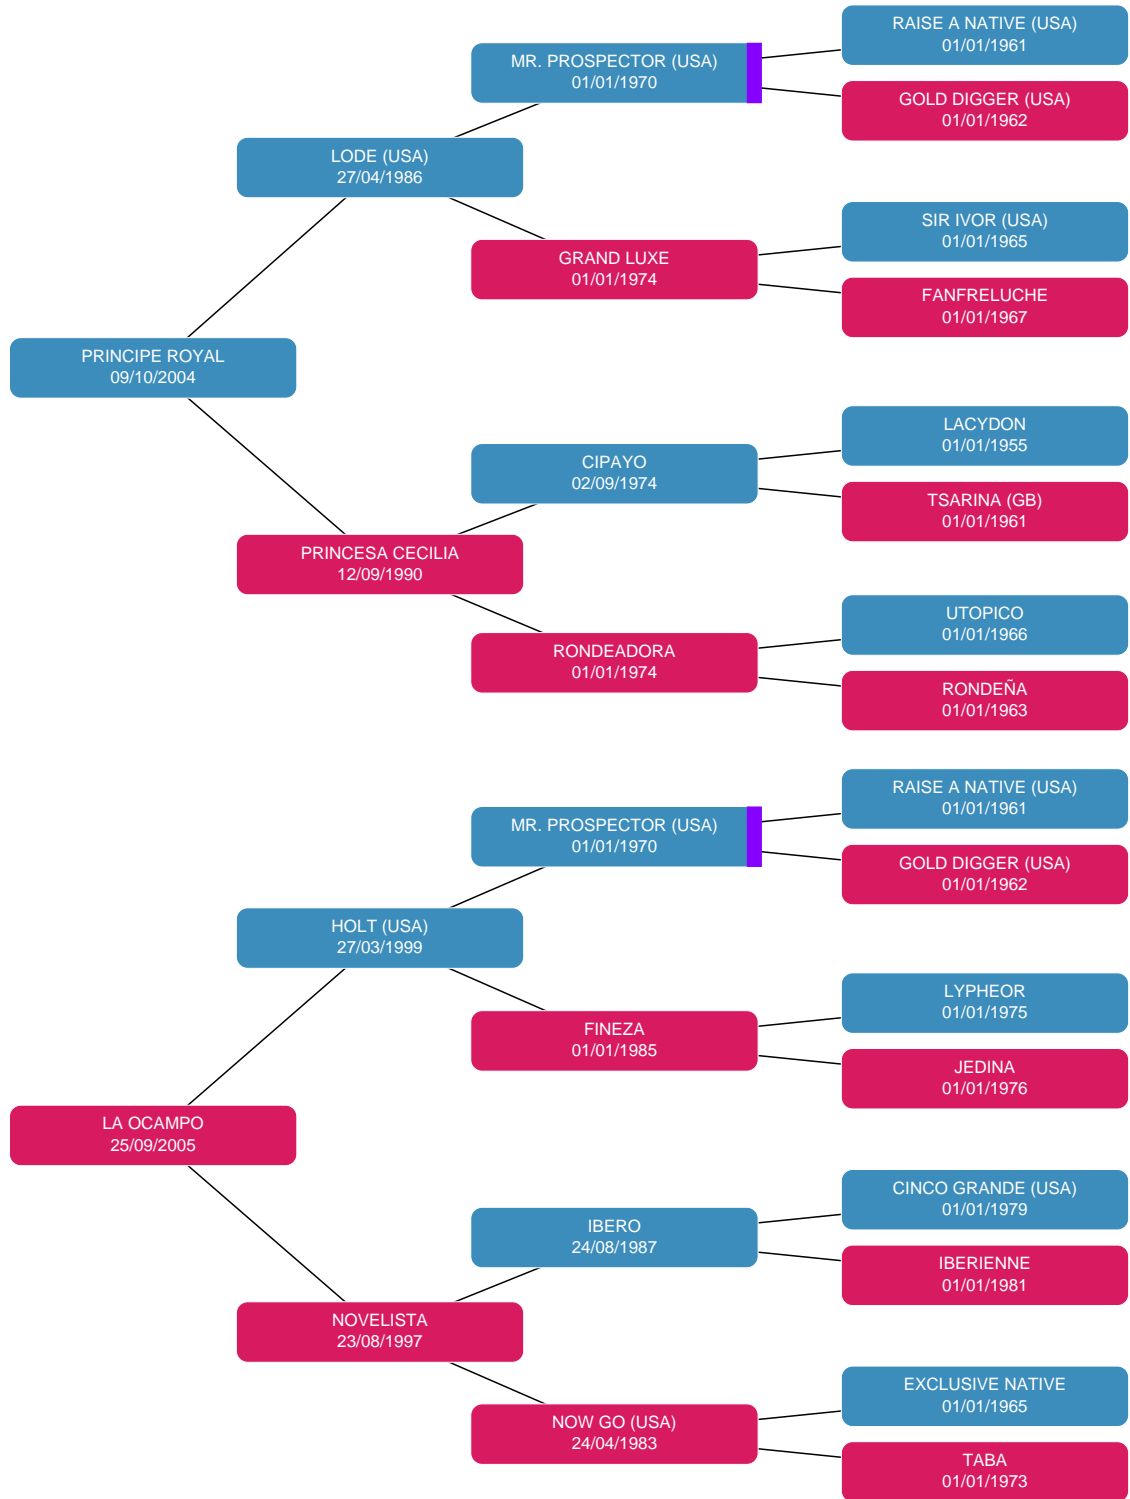 RAISE A NATIVE (USA)
01/01/1961
MR. PROSPECTOR (USA)
01/01/1970
GOLD DIGGER (USA)
01/01/1962
LODE (USA)
27/04/1986
SIR IVOR (USA)
01/01/1965
GRAND LUXE
01/01/1974
FANFRELUCHE
01/01/1967
PRINCIPE ROYAL
09/10/2004
LACYDON
01/01/1955
CIPAYO
02/09/1974
TSARINA (GB)
01/01/1961
PRINCESA CECILIA
12/09/1990
UTOPICO
01/01/1966
RONDEADORA
01/01/1974
RONDEÑA
01/01/1963
RAISE A NATIVE (USA)
01/01/1961
MR. PROSPECTOR (USA)
01/01/1970
GOLD DIGGER (USA)
01/01/1962
HOLT (USA)
27/03/1999
LYPHEOR
01/01/1975
FINEZA
01/01/1985
JEDINA
01/01/1976
LA OCAMPO
25/09/2005
CINCO GRANDE (USA)
01/01/1979
IBERO
24/08/1987
IBERIENNE
01/01/1981
NOVELISTA
23/08/1997
EXCLUSIVE NATIVE
01/01/1965
NOW GO (USA)
24/04/1983
TABA
01/01/1973